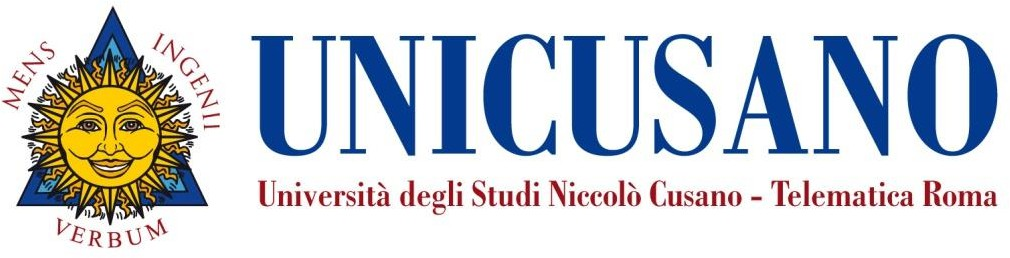 MENS INGENII
VERBUM
UNICUSANO
Università degli Studi Niccolò Cusano - Telematica Roma